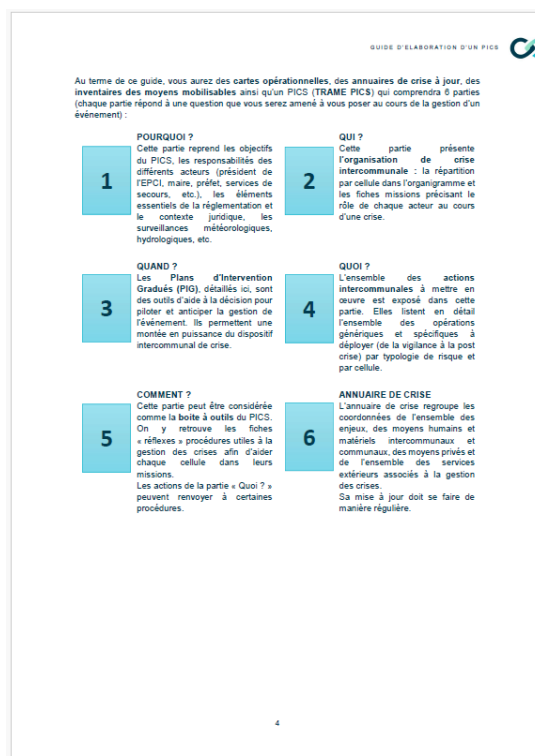 GUIDE D'ELABORATION D'UN PICS
Au terme de ce guide, vous aurez des cartes opérationnelles, des annuaires de crise à jour, des
inventaires des moyens mobilisables ainsi qu'un PICS (TRAME PICS) qui comprendra 6 parties
(chaque partie répond à une question que vous serez amené à vous poser au cours de la gestion d'un
événement) :
1
POURQUOI ?
Cette partie reprend les objectifs
du PICS, les responsabilités des
différents acteurs (président de
l'EPCI, maire, préfet, services de
secours, etc.), les éléments
essentiels de la réglementation et
le contexte juridique, les
surveillances météorologiques,
hydrologiques, etc.
2
QUI ?
Cette partie présente
l'organisation de crise
intercommunale : la répartition
par cellule dans l'organigramme et
les fiches missions précisant le
rôle de chaque acteur au cours
d'une crise.
3
QUAND ?
Les Plans d'Intervention
Gradués (PIG), détaillés ici, sont
des outils d'aide à la décision pour
piloter et anticiper la gestion de
l'événement. Ils permettent une
montée en puissance du dispositif
intercommunal de crise.
4
QUOI ?
L'ensemble des actions
intercommunales à mettre en
œuvre est exposé dans cette
partie. Elles listent en détail
l'ensemble des opérations
génériques et spécifiques à
déployer (de la vigilance à la post
crise) par typologie de risque et
par cellule.
5
COMMENT ?
Cette partie peut être considérée
comme la boite à outils du PICS.
On y retrouve les fiches
« réflexes » procédures utiles à la
gestion des crises afin d'aider
chaque cellule dans leurs
missions.
Les actions de la partie « Quoi ? »
peuvent renvoyer à certaines
procédures.
6
ANNUAIRE DE CRISE
L'annuaire de crise regroupe les
coordonnées de l'ensemble des
enjeux, des moyens humains et
matériels intercommunaux et
communaux, des moyens privés et
de l'ensemble des services
extérieurs associés à la gestion
des crises.
Sa mise à jour doit se faire de
manière régulière.
4